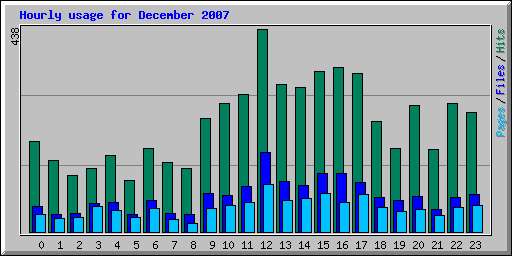 Hourly usage for December 2007
438
Pages / Files / Hits
0 1 2 3 4 5 6 7 8 9 10 11 12 13 14 15 16 17 18 19 20 21 22 23